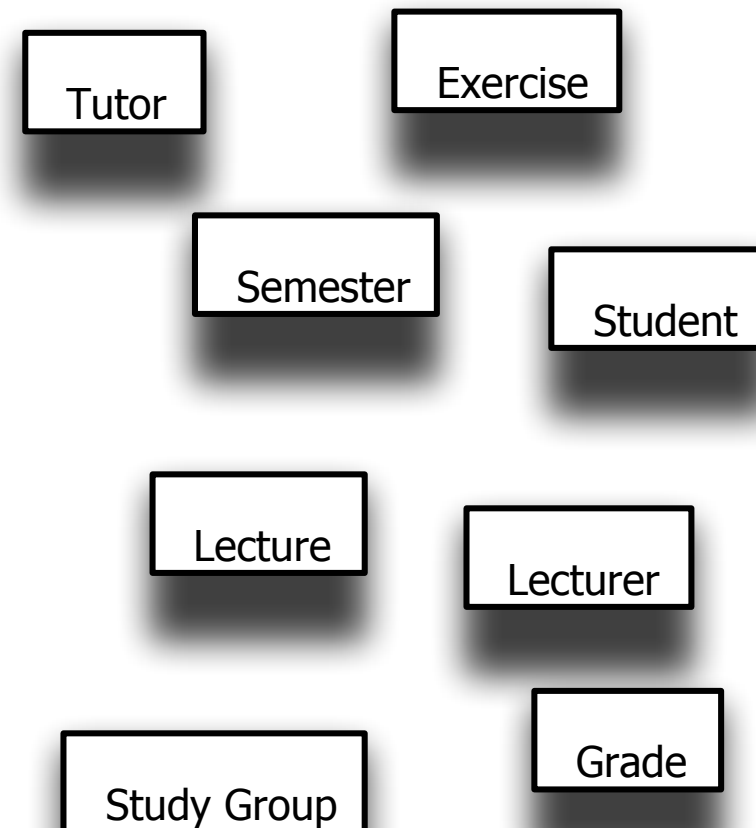 Exercise
Tutor
Semester
Student
Lecture
Lecturer
Grade
Study Group